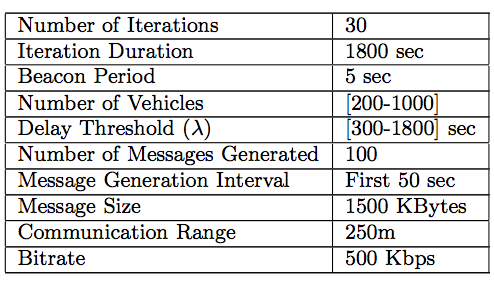 Number of Iterations 30
Iteration Duration 1800 sec
Beacon Period 5 sec
Number of Vehicles [200-1000]
Delay Threshold (λ) [300-1800] sec
Number of Messages Generated 100
Message Generation Interval First 50 sec
Message Size 1500 KBytes
Communication Range 250m
Bitrate 500 Kbps